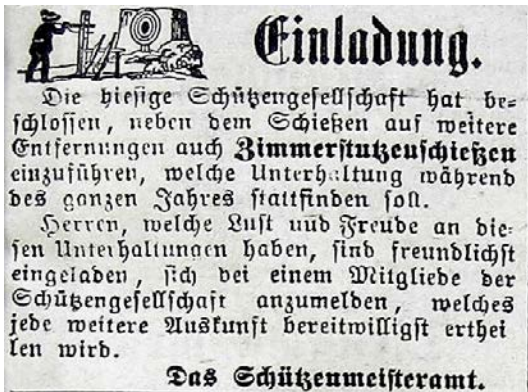 Einladung.
Die hiesige Schützengesellschaft hat be-
schlossen, neben dem Schießen auf weitere
Entfernungen auch Zimmerstutzenschießen
einzuführen, welche Unterhaltung während
des ganzen Jahres stattfinden soll.
Herren, welche Lust und Freude an die-
sen Unterhaltungen haben, sind freundlichst
eingeladen, sich bei einem Mitgliede der
Schützengesellschaft anzumelden, welches
jede weitere Auskunft bereitwilligst erthei
len wird.
Das Schützenmeisteramt.